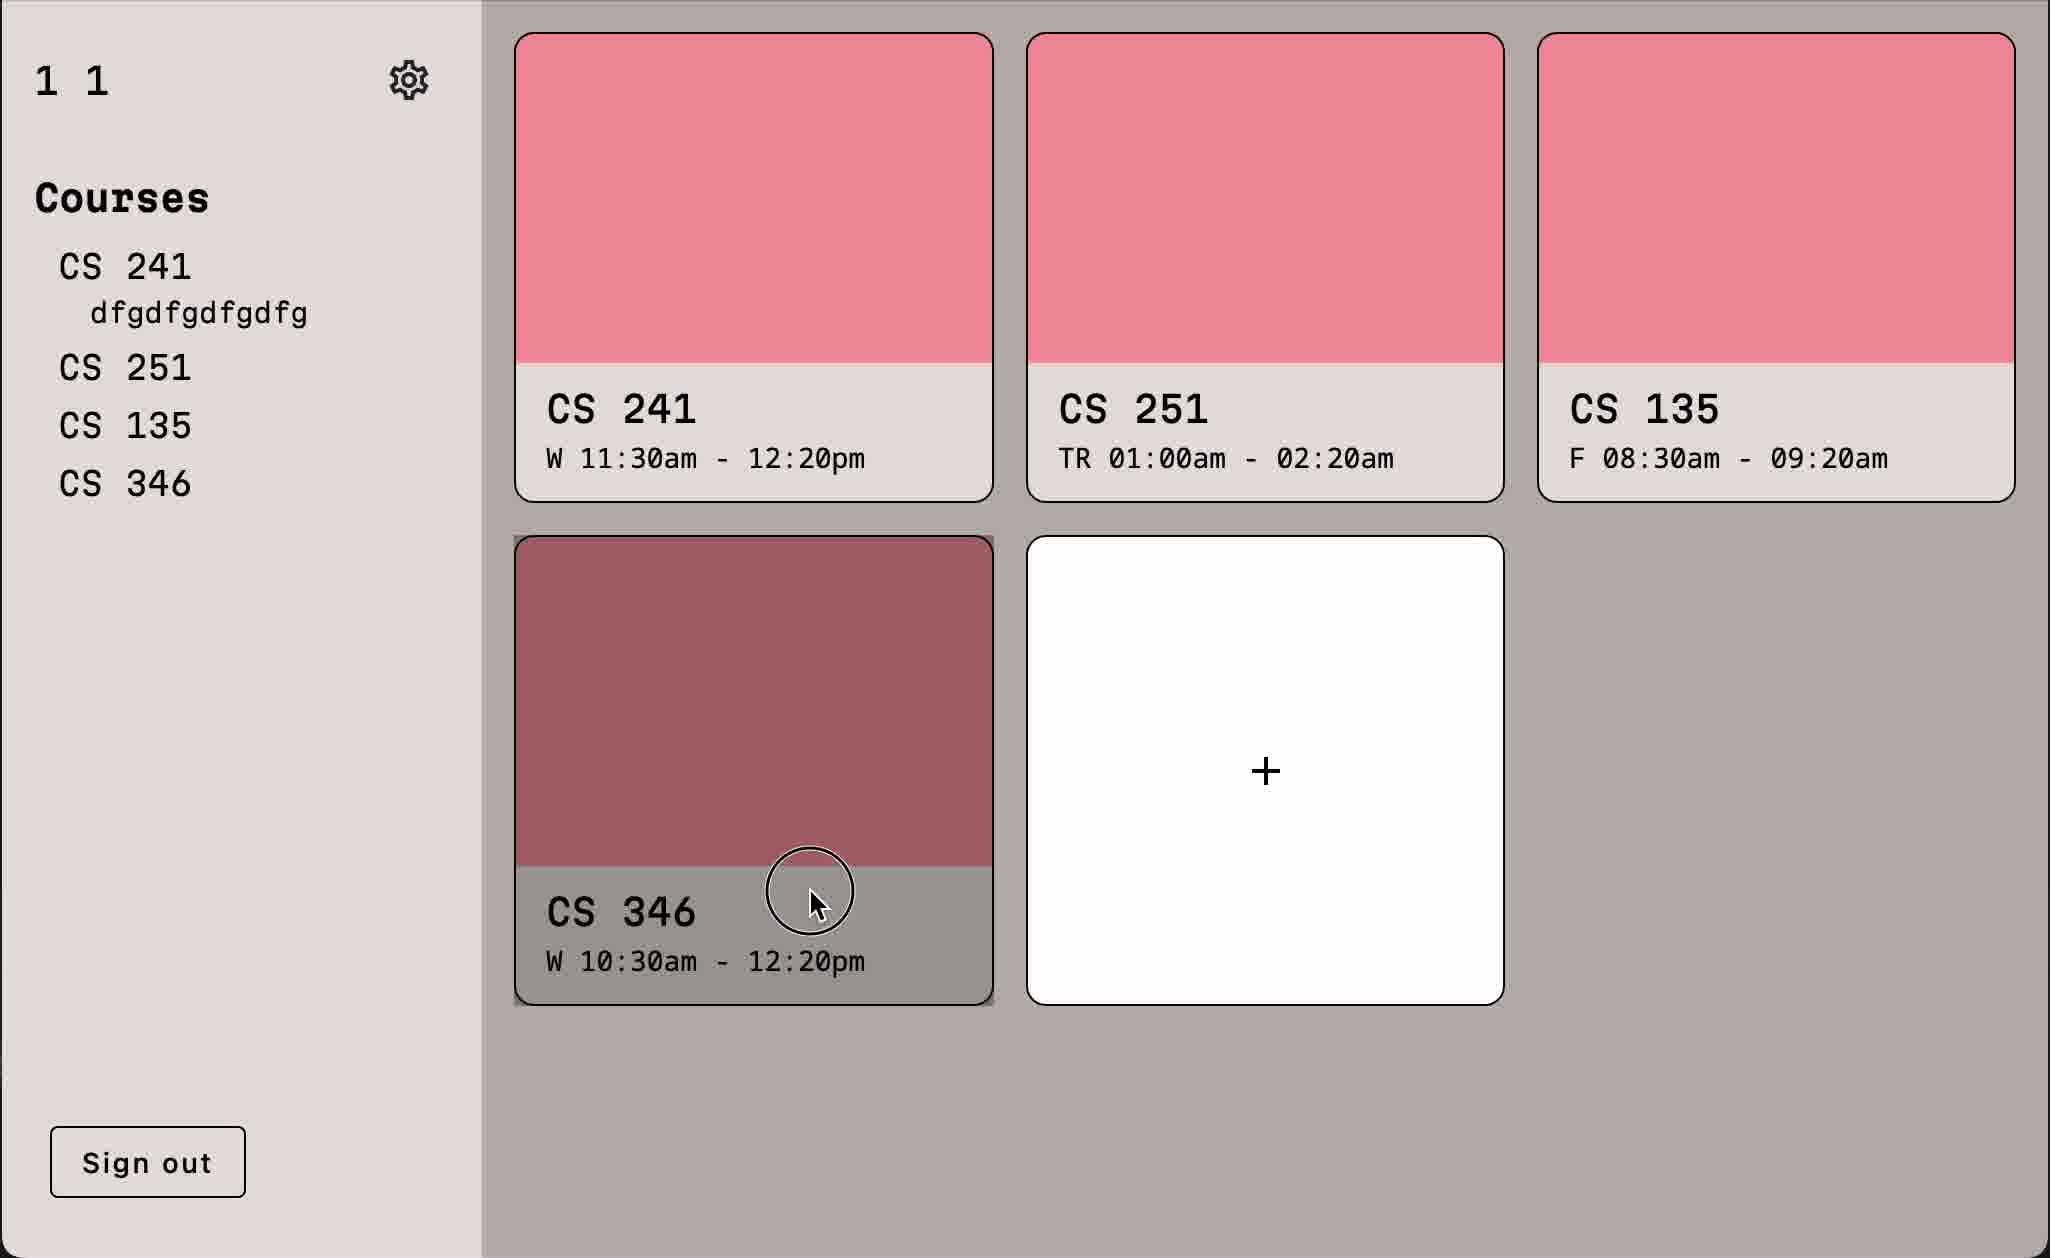 1 1
Courses
CS 241
dfgdfgdfgdfg
CS 251
CS 135
CS 346
Sign out
CS 241
W 11:30am - 12:20pm
CS 251
TR 01:00am - 02:20am
CS 135
F 08:30am - 09:20am
CS 346
W 10:30am - 12:20pm
+